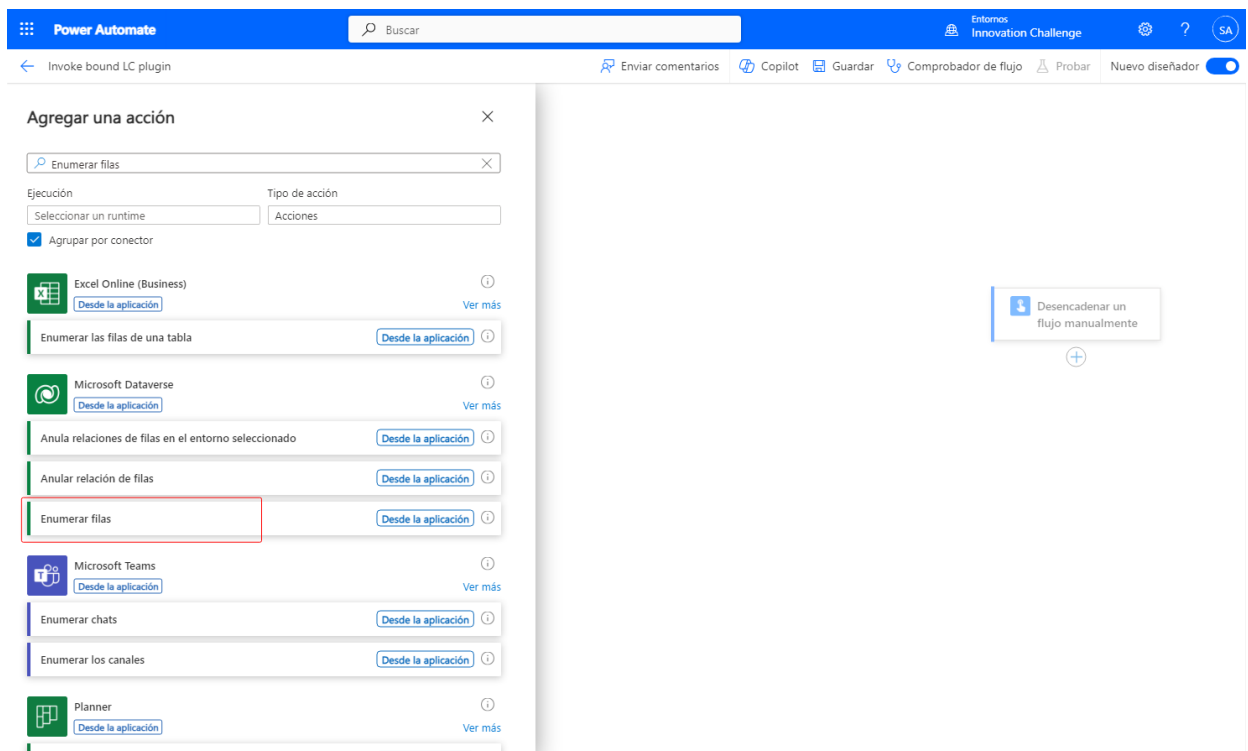 Power Automate
Buscar
Entornos
Innovation Challenge
?
SA
Invoke bound LC plugin
Enviar comentarios
Copilot
Guardar
Comprobador de flujo
Probar
Nuevo diseñador
Agregar una acción
Enumerar filas
Ejecución
Tipo de acción
Seleccionar un runtime
Acciones
Agrupar por conector
Excel Online (Business)
Desde la aplicación
Ver más
Enumerar las filas de una tabla
Desde la aplicación
Microsoft Dataverse
Desde la aplicación
Ver más
Anula relaciones de filas en el entorno seleccionado
Desde la aplicación
Anular relación de filas
Desde la aplicación
Enumerar filas
Desde la aplicación
Microsoft Teams
Desde la aplicación
Ver más
Enumerar chats
Desde la aplicación
Enumerar los canales
Desde la aplicación
Planner
Desde la aplicación
Ver más
Desencadenar un
flujo manualmente